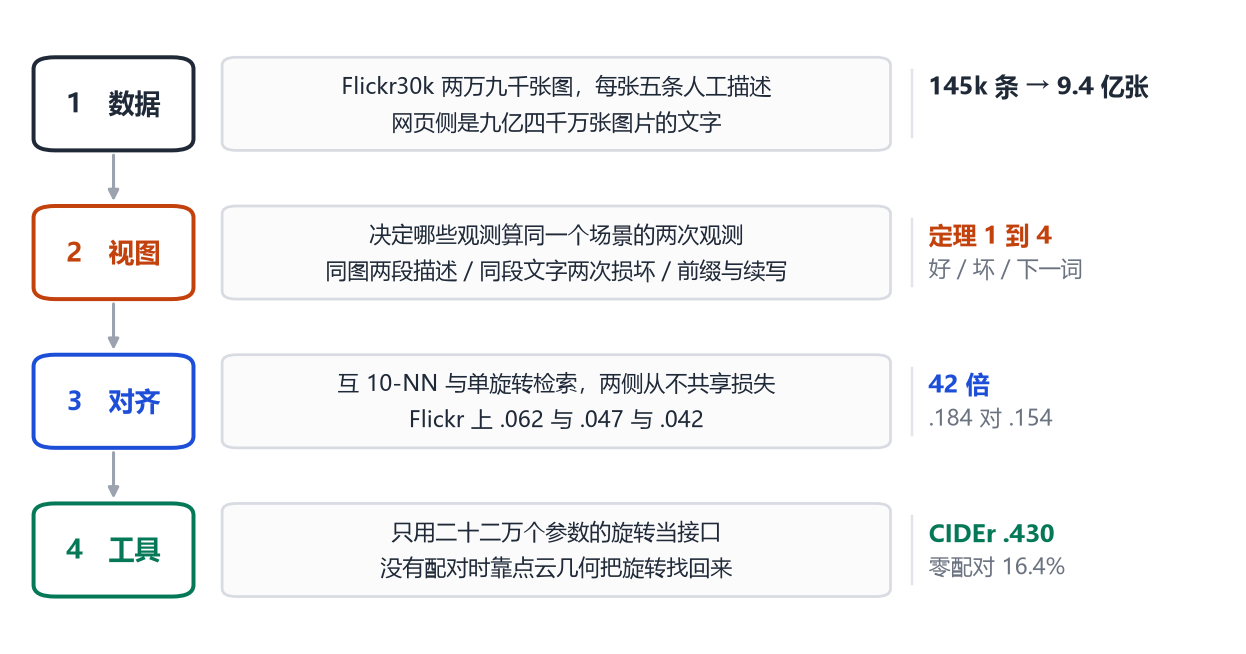 1 数据
Flickr30k 两万九千张图，每张五条人工描述
网页侧是九亿四千万张图片的文字
145k 条 → 9.4 亿张
2 视图
决定哪些观测算同一个场景的两次观测
同图两段描述 / 同段文字两次损坏 / 前缀与续写
定理 1 到 4
好 / 坏 / 下一词
3 对齐
互 10-NN 与单旋转检索，两侧从不共享损失
Flickr 上 .062 与 .047 与 .042
42 倍
.184 对 .154
4 工具
只用二十二万个参数的旋转当接口
没有配对时靠点云几何把旋转找回来
CIDEr .430
零配对 16.4%